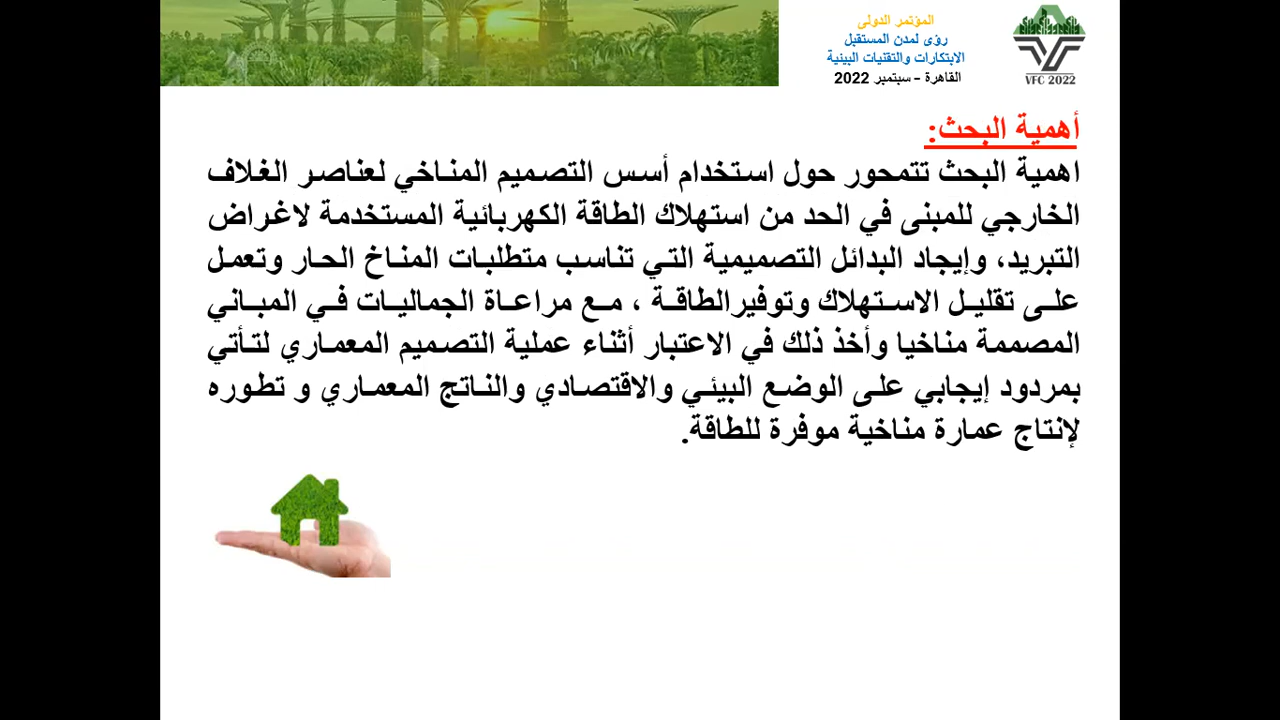 المؤتمر الدولى
رؤى لمدن المستقبل
الابتكارات والتقنيات البينية
القاهرة – سبتمبر 2022
VFC 2022
أهمية البحث:
اهمية البحث تتمحور حول استخدام أسس التصميم المناخي لعناصر الغلاف
الخارجي للمبنى في الحد من استهلاك الطاقة الكهربائية المستخدمة لاغراض
التبريد، وإيجاد البدائل التصميمية التي تناسب متطلبات المناخ الحار وتعمل
على تقليل الاستهلاك وتوفيرالطاقة ، مع مراعاة الجماليات في المباني
المصممة مناخيا وأخذ ذلك في الاعتبار أثناء عملية التصميم المعماري لتأتي
بمردود إيجابي على الوضع البيئي والاقتصادي والناتج المعماري و تطوره
لإنتاج عمارة مناخية موفرة للطاقة.